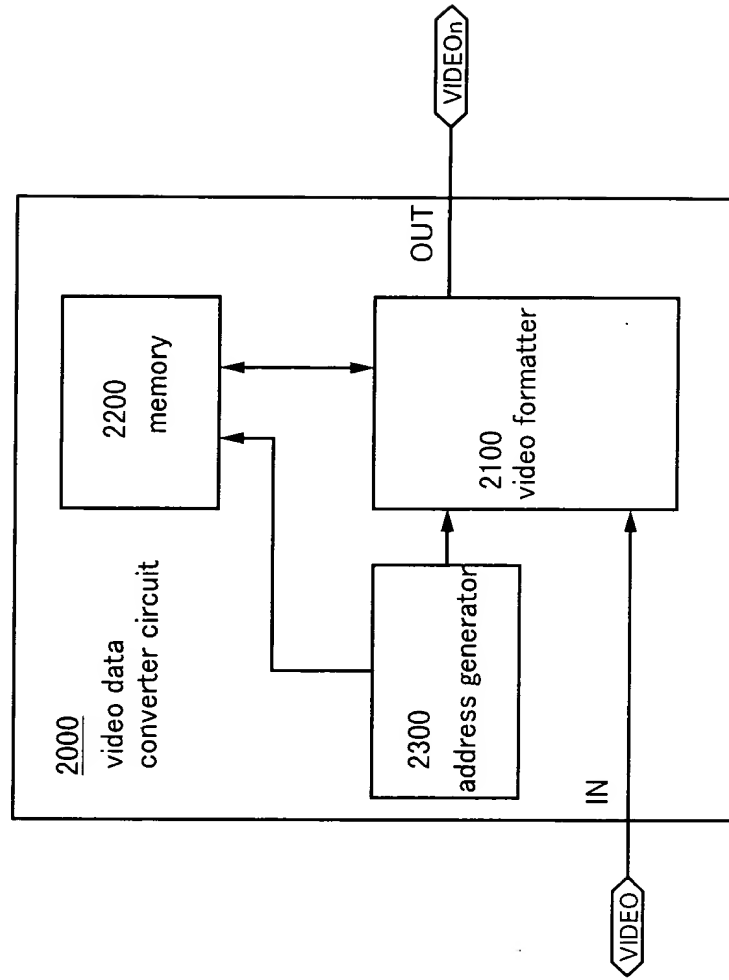 2000
video data
converter circuit
2200
memory
2300
address generator
2100
video formatter
IN
OUT
VIDEO
VIDEOn